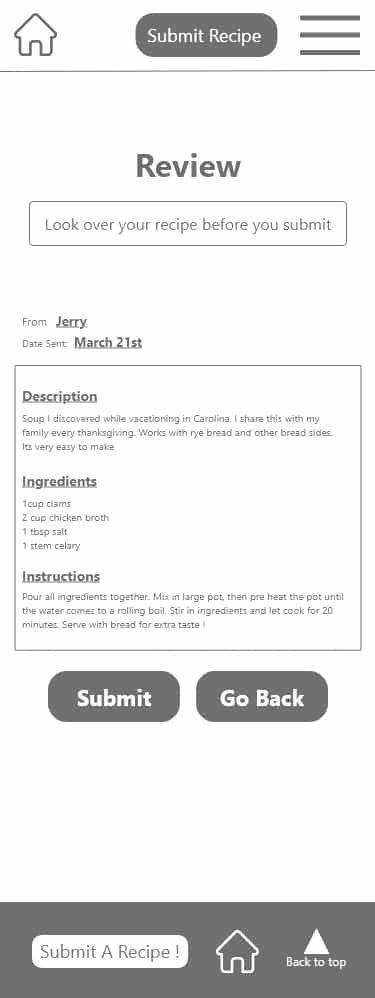 Submit Recipe
Review
Look over your recipe before you submit
From Jerry
Date Sent: March 21st
Description
Soup I discovered while vacationing in Carolina. I share this with my
family every thanksgiving. Works with rye bread and other bread sides.
Its very easy to make
Ingredients
1cup clams
2 cup chicken broth
1 tbsp salt
1 stem celary
Instructions
Pour all ingredients together. Mix in large pot, then pre heat the pot until
the water comes to a rolling boil. Stir in ingredients and let cook for 20
minutes. Serve with bread for extra taste !
Submit
Go Back
Submit A Recipe !
Back to top